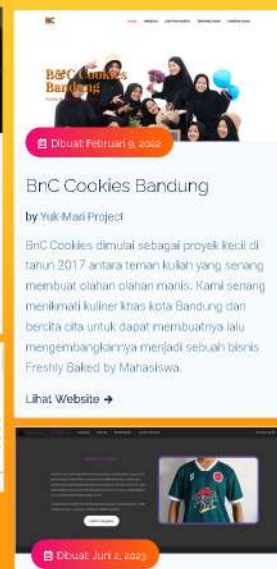 B&C Cookies
Bandung
Dibuat Februari 9, 2022
BnC Cookies Bandung
by Yuk-Mari Project
BnC Cookies dimulai sebagai proyek kecil di
tahun 2017 antara teman kuliah yang senang
membuat olahan olahan manis. Kami senang
menikmati kuliner khas kota Bandung dan
bercita cita untuk dapat membuatnya lalu
mengembangkannya menjadi sebuah bisnis
Freshly Baked by Mahasiswa.
Lihat Website →
Dibuat Juni 2, 2023